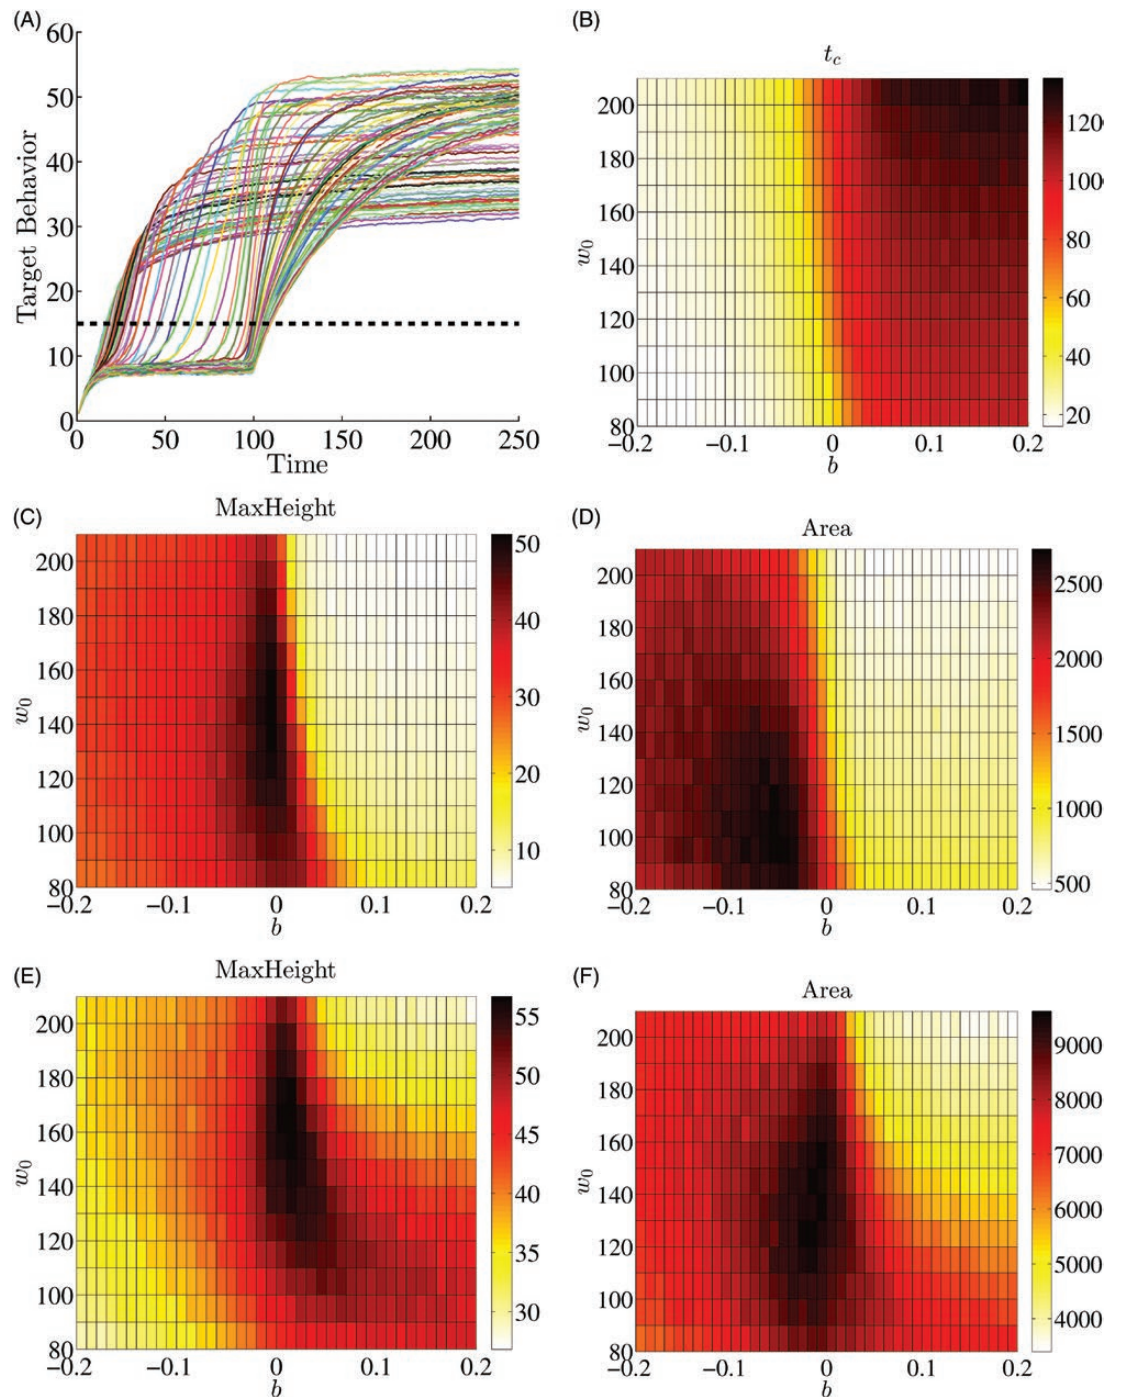 (A)
60
50
40
30
20
10
0
Target Behavior
0 50 100 150 200 250
Time
(B)
t_c
200
180
160
140
120
100
80
w_0
−0.2 −0.1 0 0.1 0.2
b
120
100
80
60
40
20
(C)
MaxHeight
200
180
160
140
120
100
80
w_0
−0.2 −0.1 0 0.1 0.2
b
50
40
30
20
10
(D)
Area
200
180
160
140
120
100
80
w_0
−0.2 −0.1 0 0.1 0.2
b
2500
2000
1500
1000
500
(E)
MaxHeight
200
180
160
140
120
100
80
w_0
−0.2 −0.1 0 0.1 0.2
b
55
50
45
40
35
30
(F)
Area
200
180
160
140
120
100
80
w_0
−0.2 −0.1 0 0.1 0.2
b
9000
8000
7000
6000
5000
4000